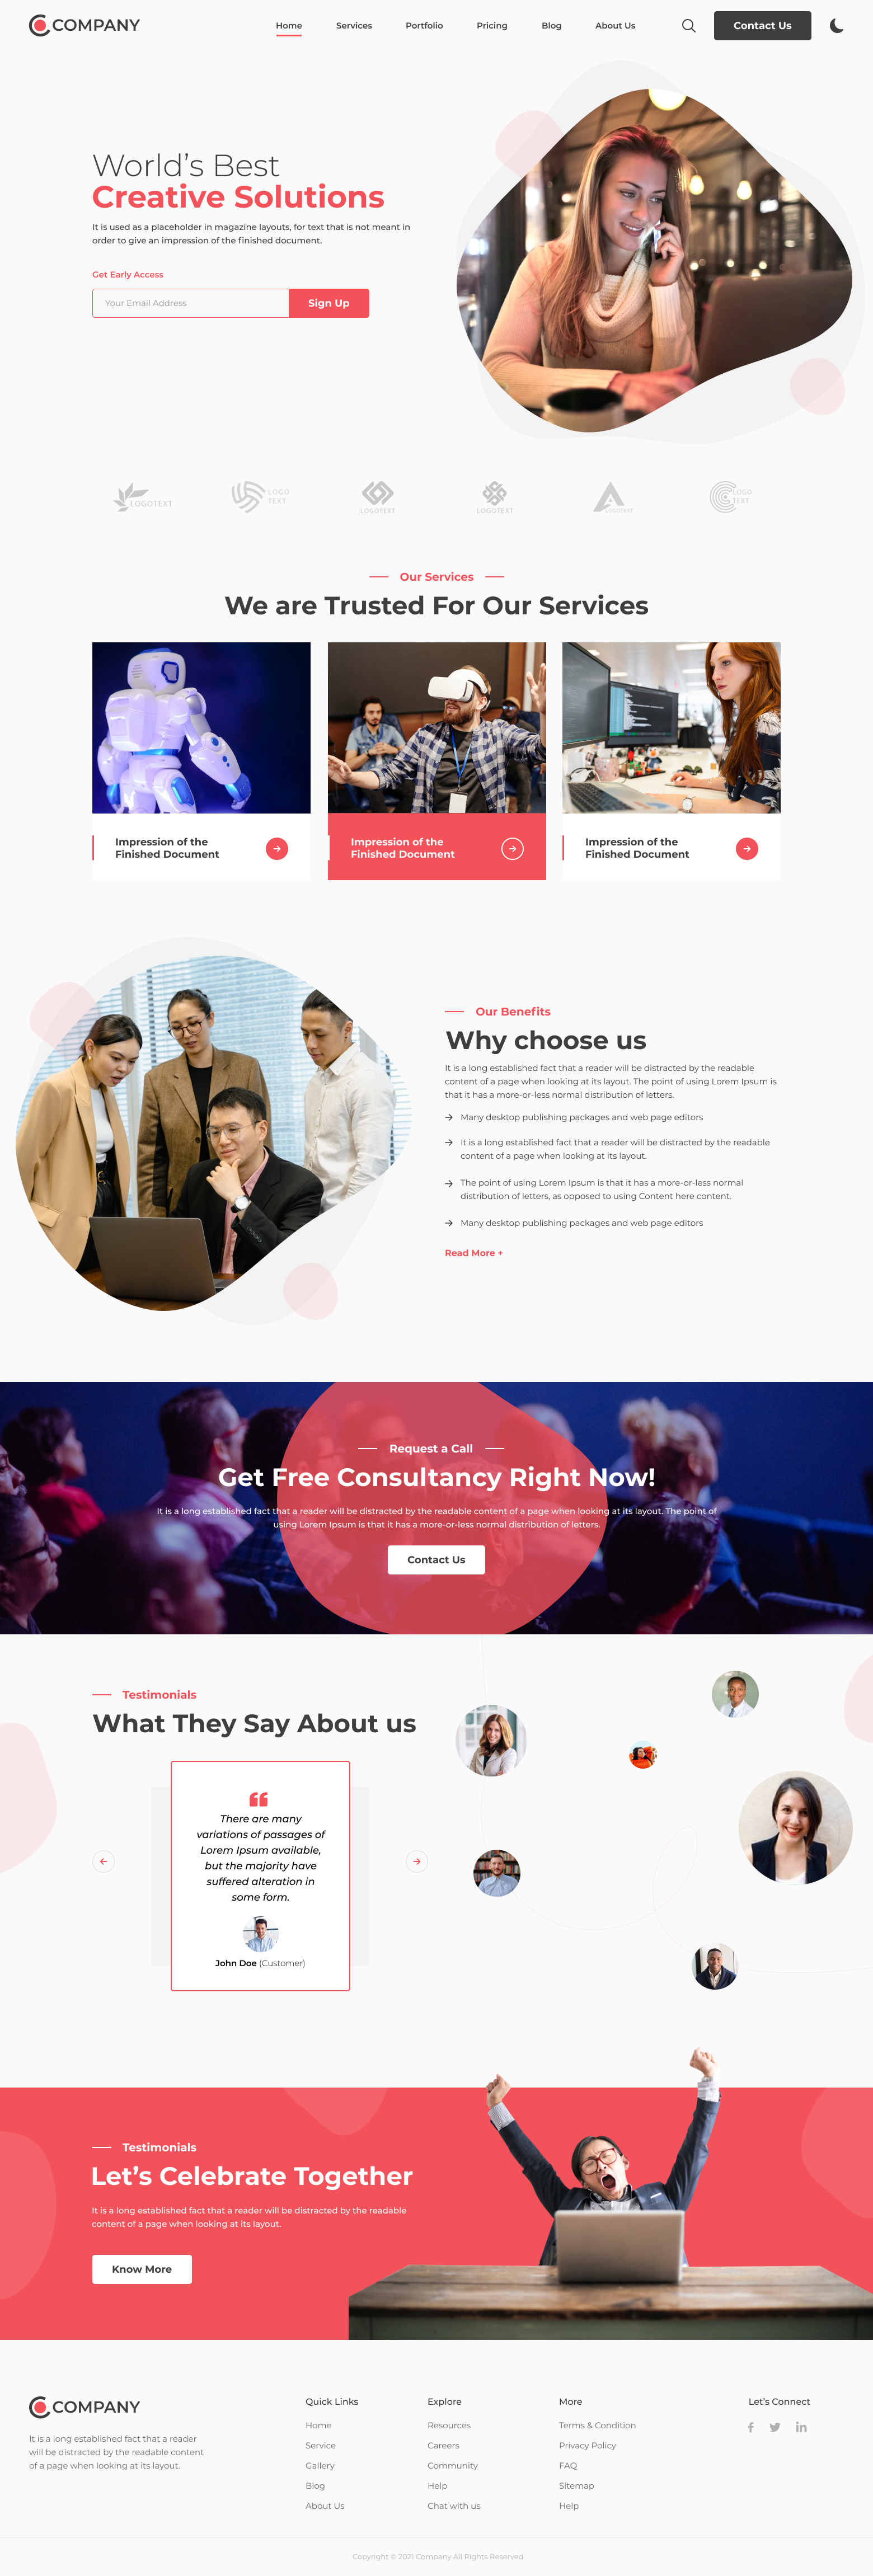 COMPANY
Home
Services
Portfolio
Pricing
Blog
About Us
Contact Us
World's Best
Creative Solutions
It is used as a placeholder in magazine layouts, for text that is not meant in
order to give an impression of the finished document.
Get Early Access
Your Email Address
Sign Up
LOGOTEXT
LOGO
TEXT
LOGOTEXT
LOGOTEXT
LOGOTEXT
LOGO
TEXT
Our Services
We are Trusted For Our Services
Impression of the
Finished Document
Impression of the
Finished Document
Impression of the
Finished Document
Our Benefits
Why choose us
It is a long established fact that a reader will be distracted by the readable
content of a page when looking at its layout. The point of using Lorem Ipsum is
that it has a more-or-less normal distribution of letters.
Many desktop publishing packages and web page editors
It is a long established fact that a reader will be distracted by the readable
content of a page when looking at its layout.
The point of using Lorem Ipsum is that it has a more-or-less normal
distribution of letters, as opposed to using Content here content.
Many desktop publishing packages and web page editors
Read More +
Request a Call
Get Free Consultancy Right Now!
It is a long established fact that a reader will be distracted by the readable content of a page when looking at its layout. The point of
using Lorem Ipsum is that it has a more-or-less normal distribution of letters.
Contact Us
Testimonials
What They Say About us
There are many
variations of passages of
Lorem Ipsum available,
but the majority have
suffered alteration in
some form.
John Doe (Customer)
Testimonials
Let's Celebrate Together
It is a long established fact that a reader will be distracted by the readable
content of a page when looking at its layout.
Know More
COMPANY
It is a long established fact that a reader
will be distracted by the readable content
of a page when looking at its layout.
Quick Links
Home
Service
Gallery
Blog
About Us
Explore
Resources
Careers
Community
Help
Chat with us
More
Terms & Condition
Privacy Policy
FAQ
Sitemap
Help
Let's Connect
Copyright © 2021 Company All Rights Reserved